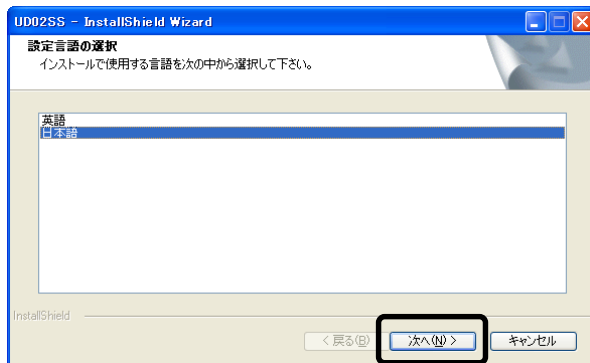 UD02SS - InstallShield Wizard
設定言語の選択
インストールで使用する言語を次の中から選択して下さい。
英語
日本語
InstallShield
< 戻る(B) 次へ(N) > キャンセル